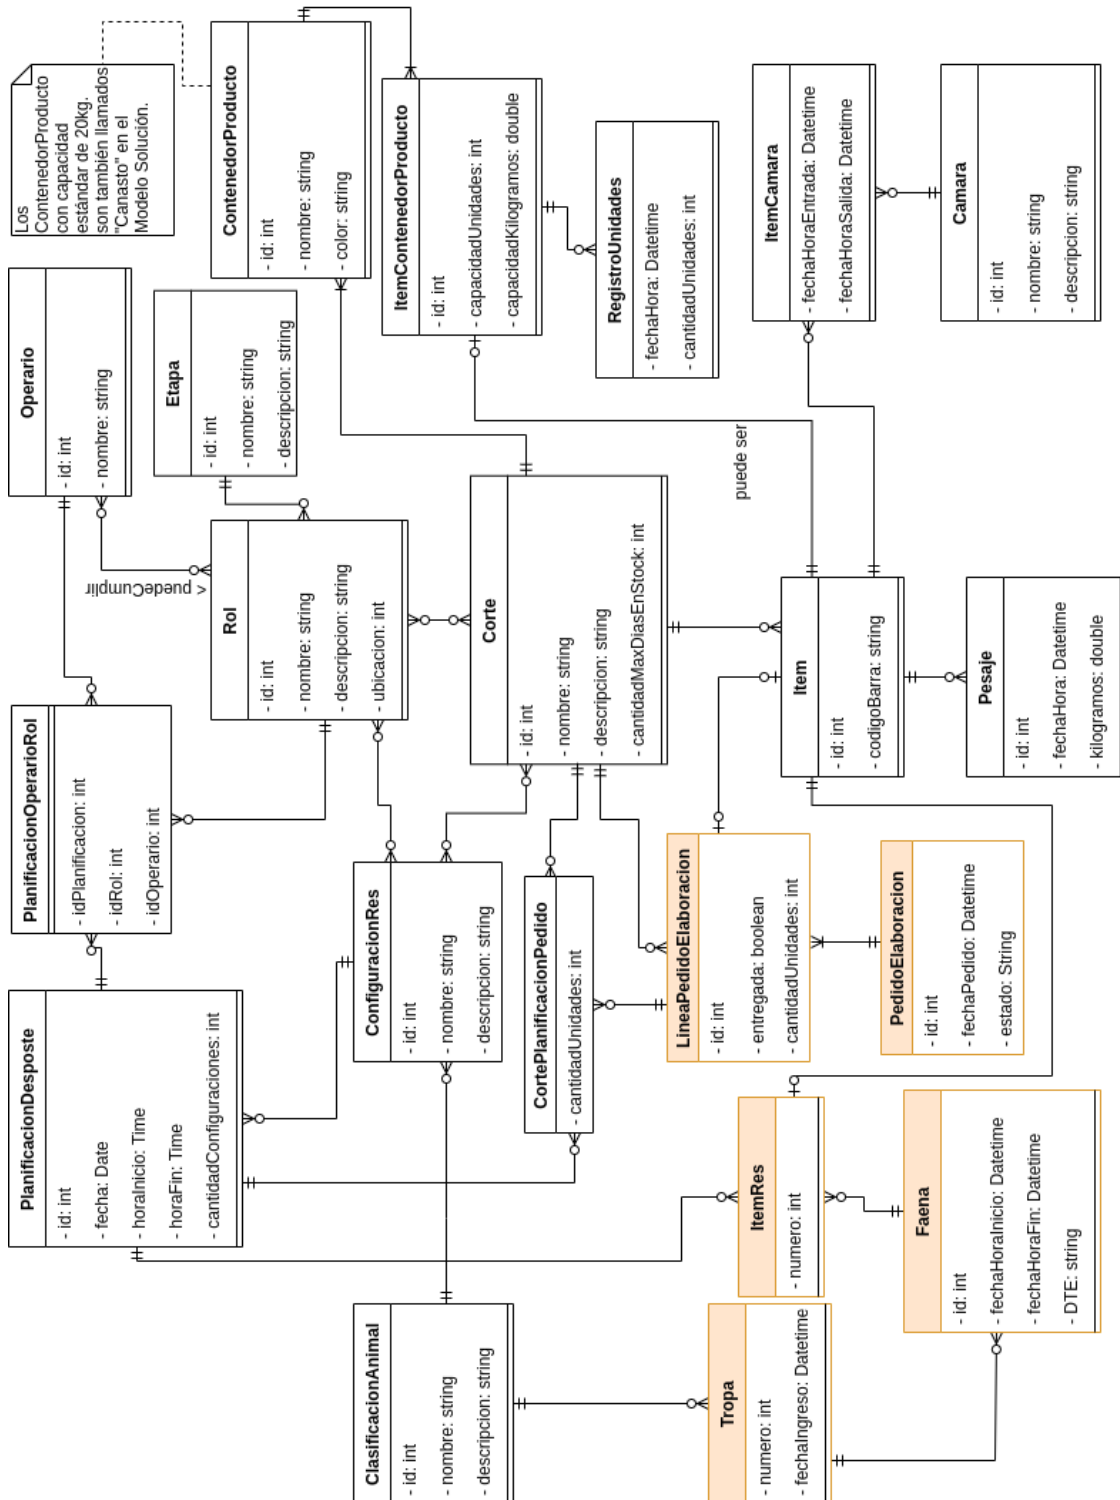 PlanificacionDesposte
- id: int
- fecha: Date
- horaInicio: Time
- horaFin: Time
- cantidadConfiguraciones: int
PlanificacionOperarioRol
- idPlanificacion: int
- idRol: int
- idOperario: int
Operario
- id: int
- nombre: string
Los
ContenedorProducto
con capacidad
estándar de 20kg.
son también llamados
"Canasto" en el
Modelo Solución.
< puedeCumplir
Etapa
- id: int
- nombre: string
- descripcion: string
Rol
- id: int
- nombre: string
- descripcion: string
- ubicacion: int
ContenedorProducto
- id: int
- nombre: string
- color: string
ClasificacionAnimal
- id: int
- nombre: string
- descripcion: string
ConfiguracionRes
- id: int
- nombre: string
- descripcion: string
ItemContenedorProducto
- id: int
- capacidadUnidades: int
- capacidadKilogramos: double
Corte
- id: int
- nombre: string
- descripcion: string
- cantidadMaxDiasEnStock: int
CortePlanificacionPedido
- cantidadUnidades: int
RegistroUnidades
- fechaHora: Datetime
- cantidadUnidades: int
LineaPedidoElaboracion
- id: int
- entregada: boolean
- cantidadUnidades: int
puede ser
Tropa
- numero: int
- fechaIngreso: Datetime
ItemRes
- numero: int
Item
- id: int
- codigoBarra: string
ItemCamara
- fechaHoraEntrada: Datetime
- fechaHoraSalida: Datetime
PedidoElaboracion
- id: int
- fechaPedido: Datetime
- estado: String
Faena
- id: int
- fechaHoraInicio: Datetime
- fechaHoraFin: Datetime
- DTE: string
Pesaje
- id: int
- fechaHora: Datetime
- kilogramos: double
Camara
- id: int
- nombre: string
- descripcion: string